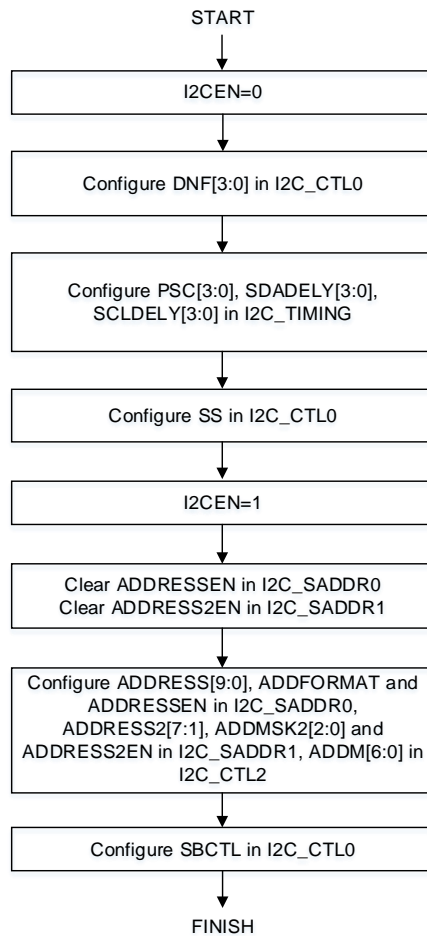 START
I2CEN=0
Configure DNF[3:0] in I2C_CTL0
Configure PSC[3:0], SDADELY[3:0],
SCLDELY[3:0] in I2C_TIMING
Configure SS in I2C_CTL0
I2CEN=1
Clear ADDRESSEN in I2C_SADDR0
Clear ADDRESS2EN in I2C_SADDR1
Configure ADDRESS[9:0], ADDFORMAT and
ADDRESSEN in I2C_SADDR0,
ADDRESS2[7:1], ADDMSK2[2:0] and
ADDRESS2EN in I2C_SADDR1, ADDM[6:0] in
I2C_CTL2
Configure SBCTL in I2C_CTL0
FINISH